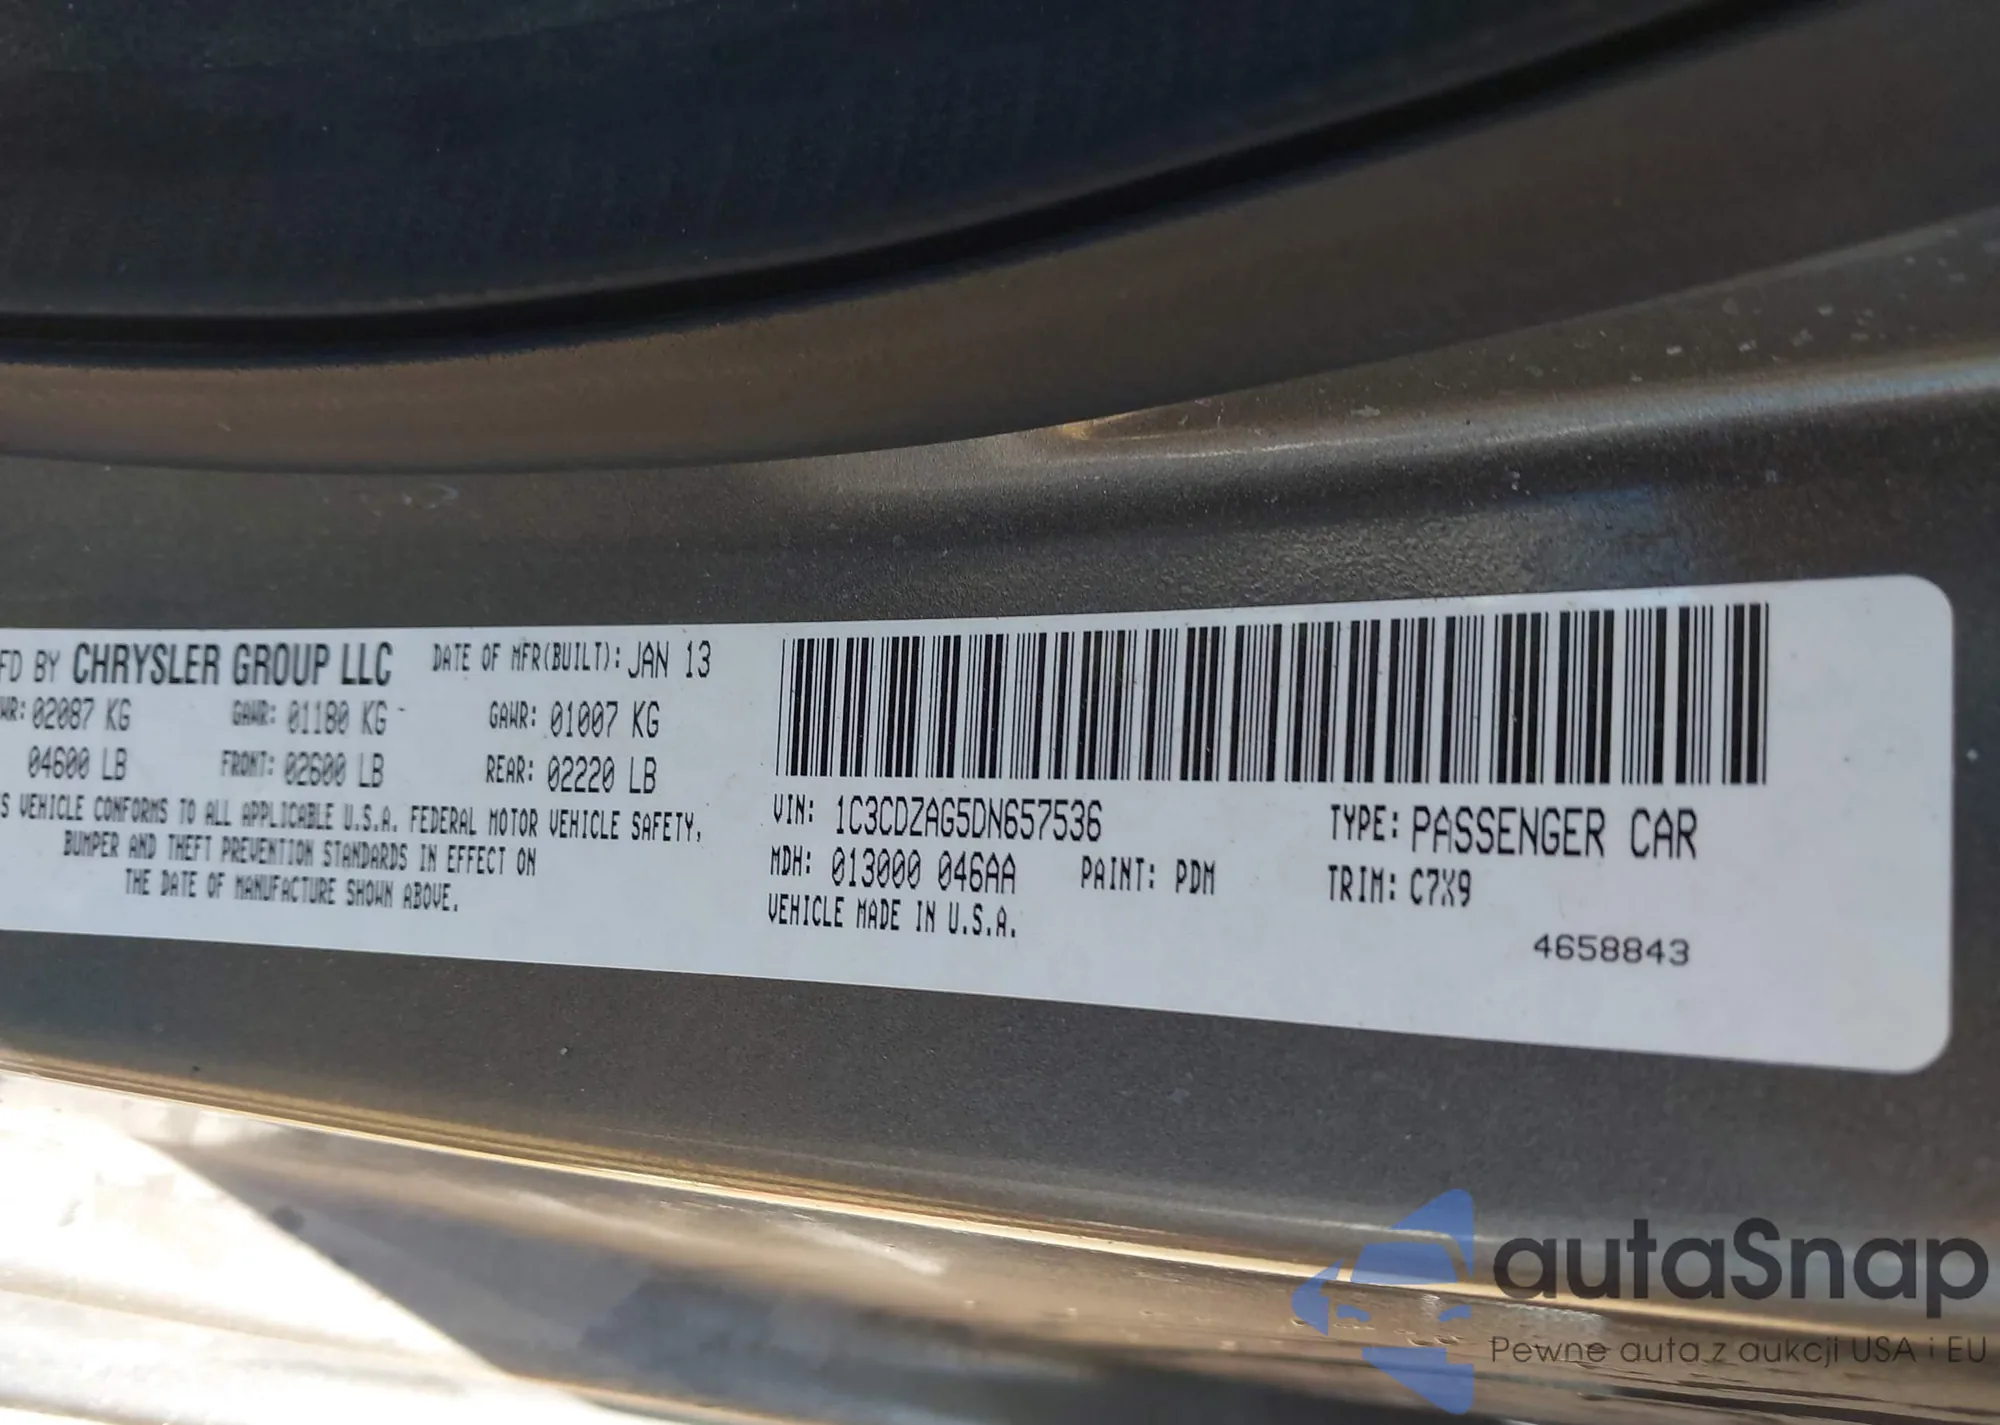 FD BY CHRYSLER GROUP LLC DATE OF MFR(BUILT): JAN 13
WR: 02087 KG GAWR: 01180 KG GAWR: 01007 KG
04600 LB FRONT: 02600 LB REAR: 02220 LB
S VEHICLE CONFORMS TO ALL APPLICABLE U.S.A. FEDERAL MOTOR VEHICLE SAFETY,
BUMPER AND THEFT PREVENTION STANDARDS IN EFFECT ON
THE DATE OF MANUFACTURE SHOWN ABOVE.
VIN: 1C3CDZAG5DN657536 TYPE: PASSENGER CAR
MDH: 013000 046AA PAINT: PDM TRIM: C7X9
VEHICLE MADE IN U.S.A.
4658843
autaSnap
Pewne auta z aukcji USA i EU